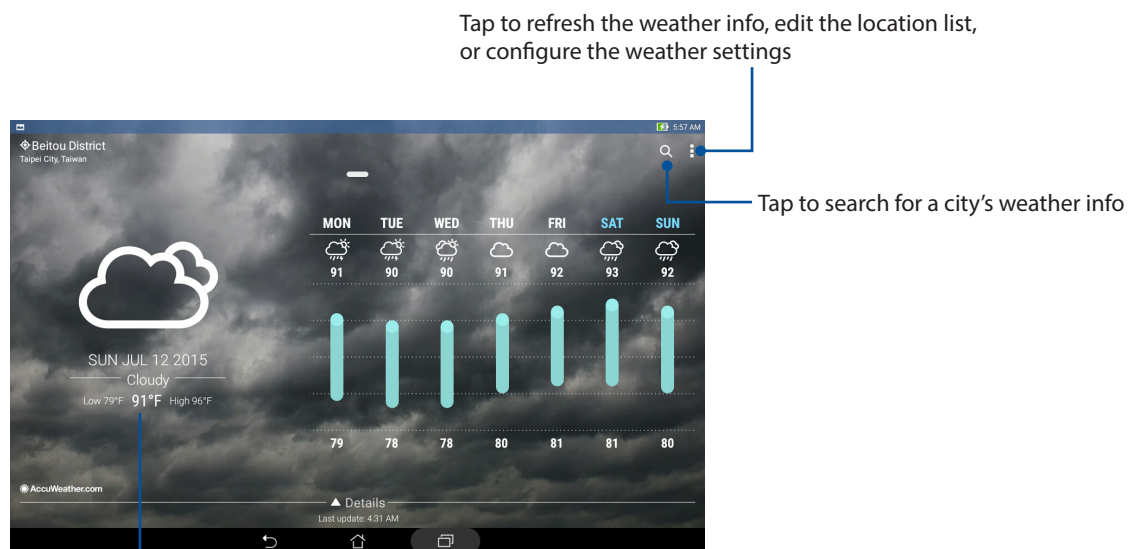 Tap to refresh the weather info, edit the location list,
or configure the weather settings
5:57 AM
Beitou District
Taipei City, Taiwan
Tap to search for a city’s weather info
MON TUE WED THU FRI SAT SUN
91 90 90 91 92 93 92
SUN JUL 12 2015
Cloudy
Low 79°F 91°F High 96°F
79 78 78 80 81 81 80
AccuWeather.com
Details
Last update: 4:31 AM